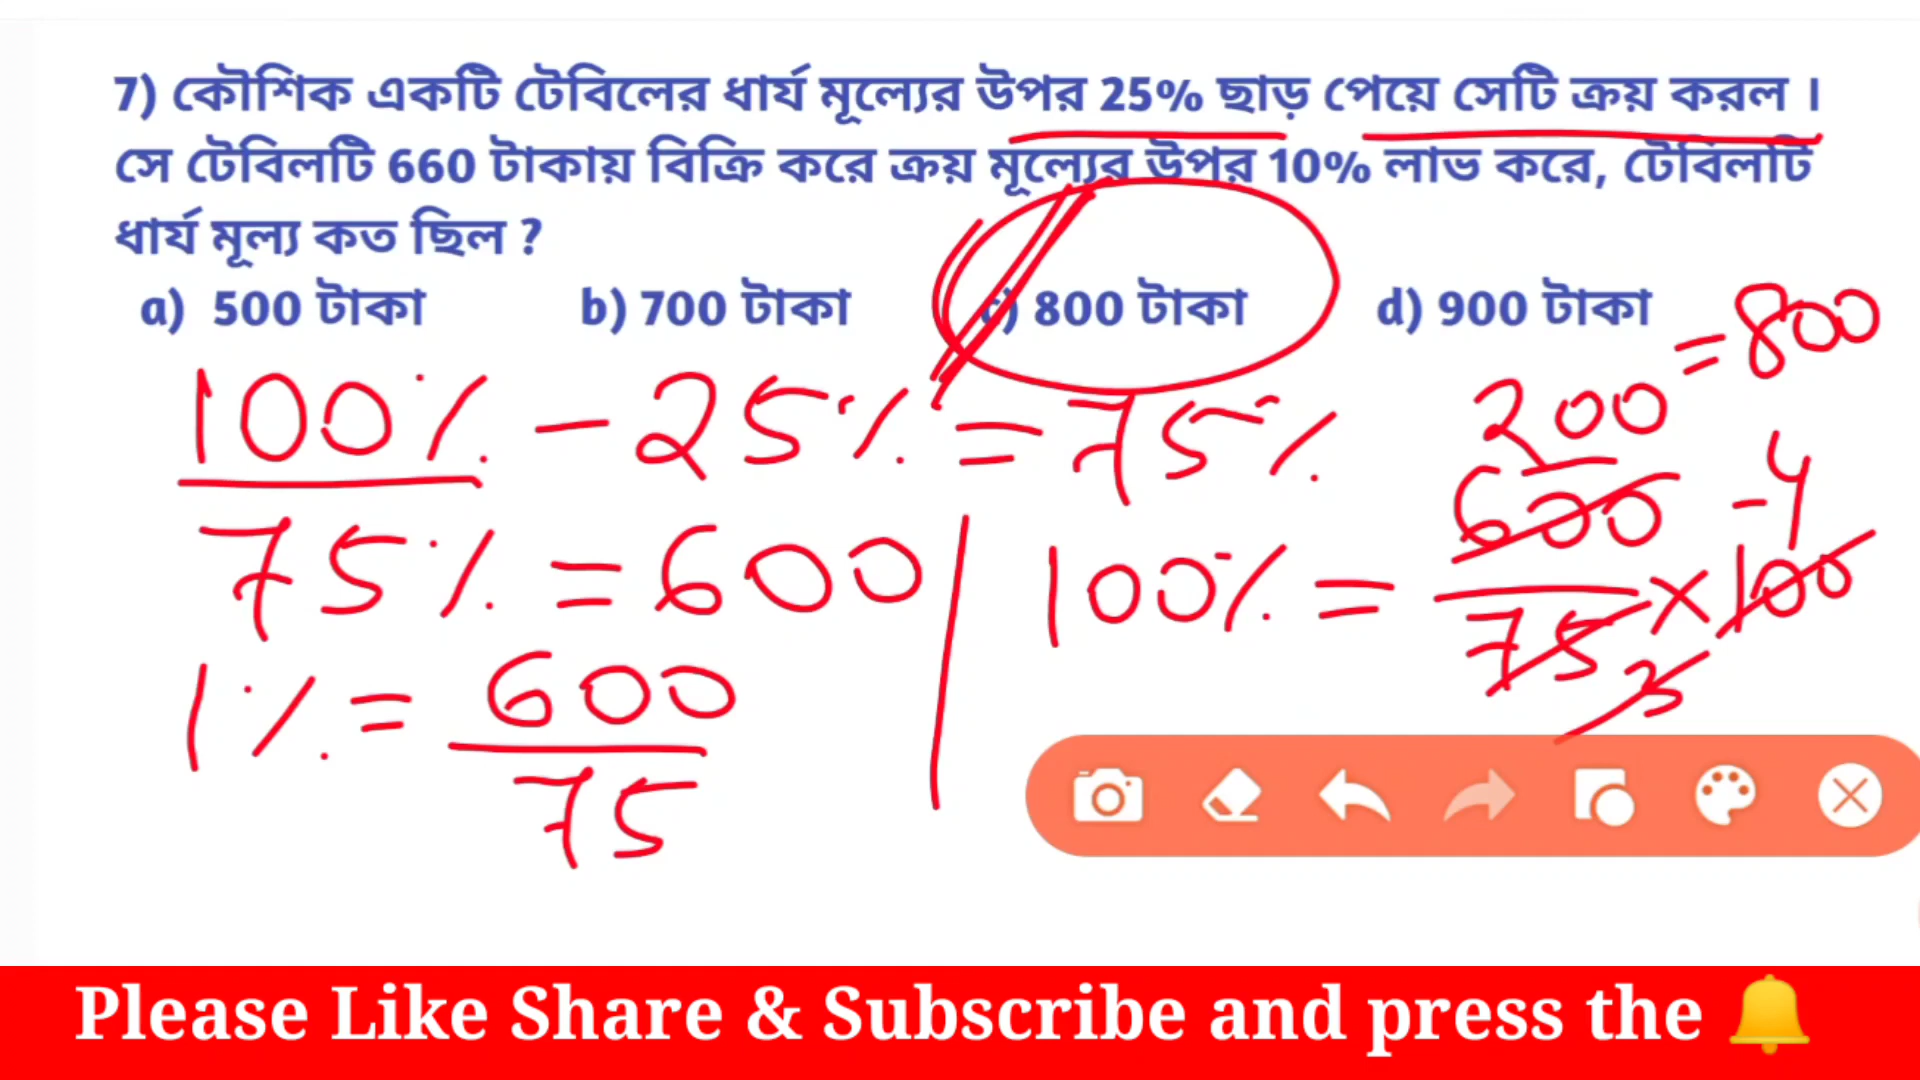 7) কৌশিক একটি টেবিলের ধার্য মূল্যের উপর 25% ছাড় পেয়ে সেটি ক্রয় করল ।
সে টেবিলটি 660 টাকায় বিক্রি করে ক্রয় মূল্যের উপর 10% লাভ করে, টেবিলটি
ধার্য মূল্য কত ছিল ?
a) 500 টাকা b) 700 টাকা c) 800 টাকা d) 900 টাকা
= 800
100% - 25% = 75%
200
4
75% = 600
100% = 600/75 × 100
3
1% = 600/75
Please Like Share & Subscribe and press the 🔔